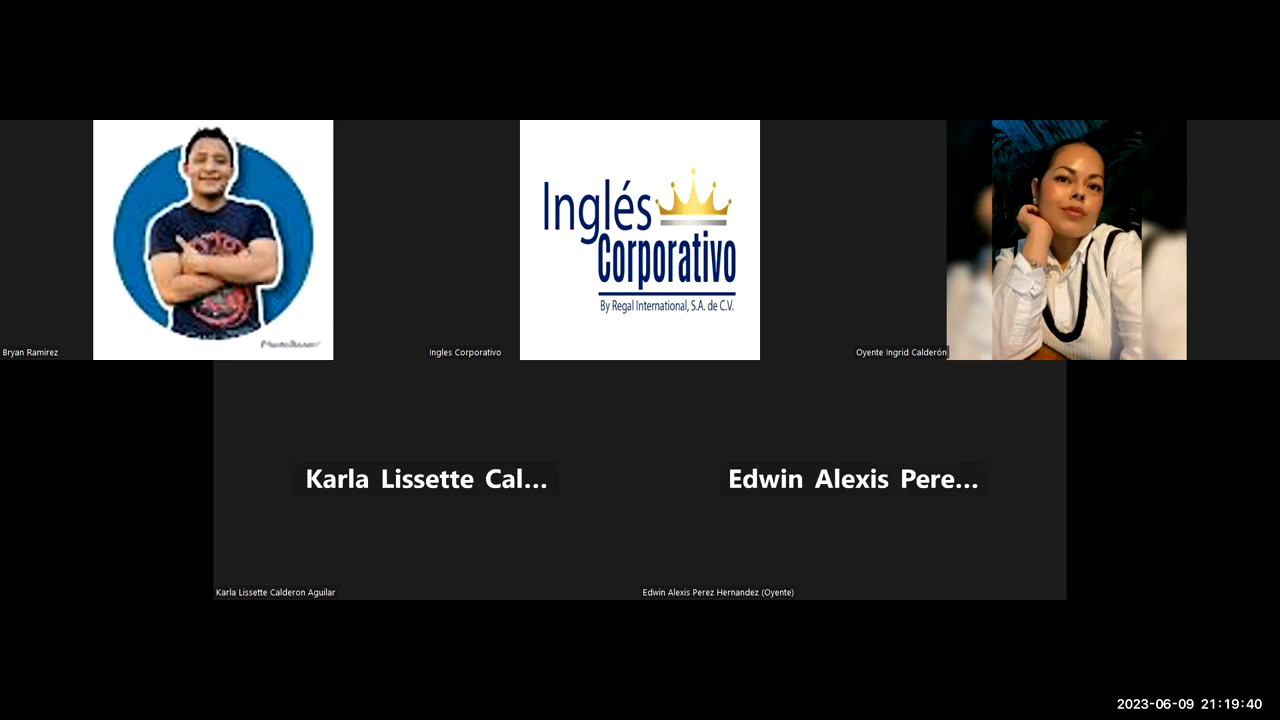 Inglés
Corporativo
By Regal International, S.A. de C.V.
Bryan Ramirez
Ingles Corporativo
Oyente Ingrid Calderón
Karla Lissette Cal...
Edwin Alexis Pere...
Karla Lissette Calderon Aguilar
Edwin Alexis Perez Hernandez (Oyente)
2023-06-09 21:19:40